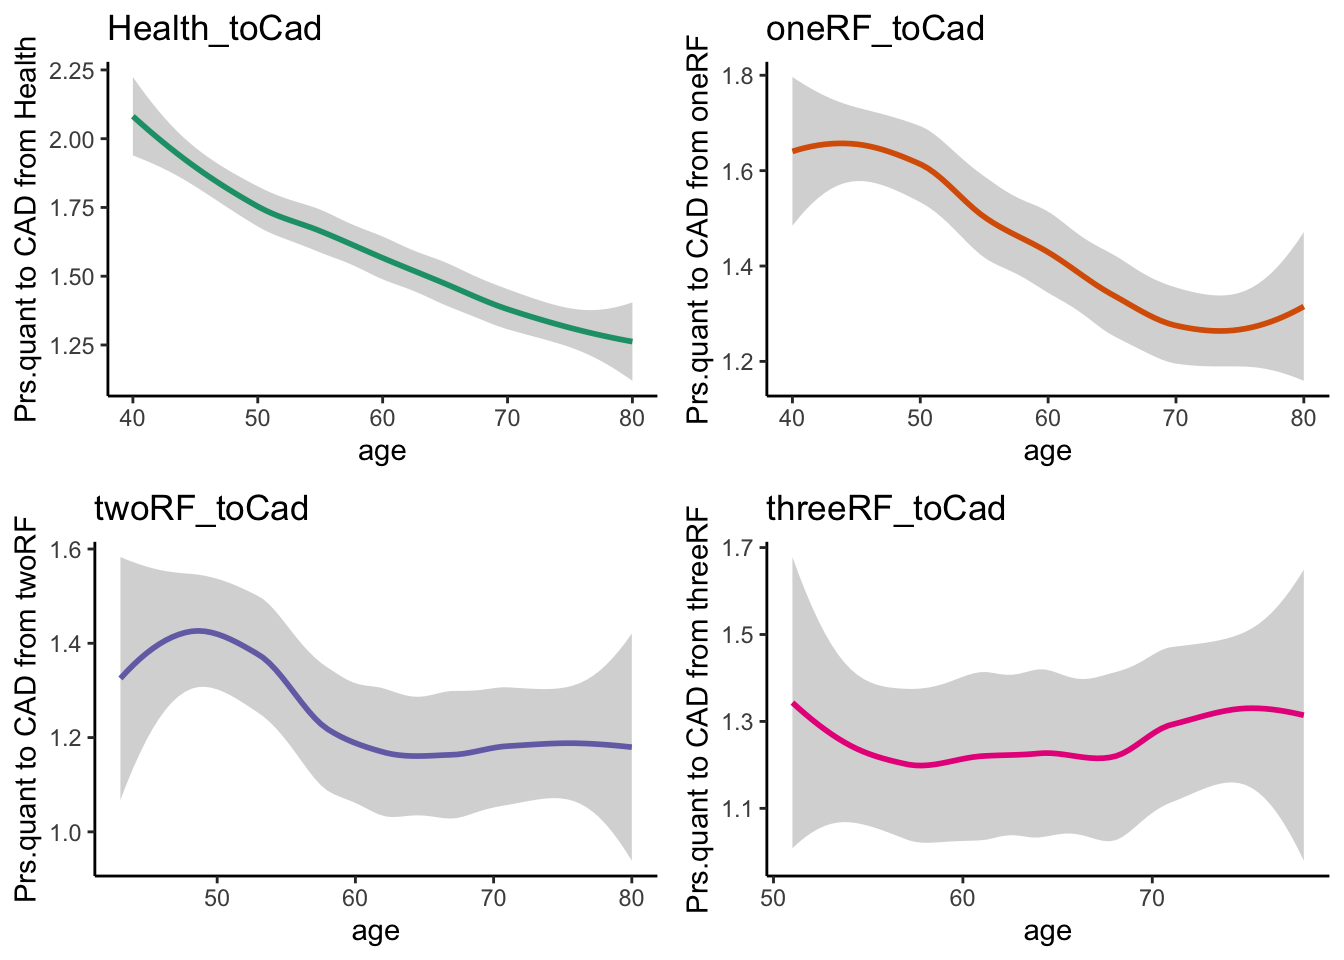 Health_toCad
Prs.quant to CAD from Health
2.25
2.00
1.75
1.50
1.25
40 50 60 70 80
age
oneRF_toCad
Prs.quant to CAD from oneRF
1.8
1.6
1.4
1.2
40 50 60 70 80
age
twoRF_toCad
Prs.quant to CAD from twoRF
1.6
1.4
1.2
1.0
50 60 70 80
age
threeRF_toCad
Prs.quant to CAD from threeRF
1.7
1.5
1.3
1.1
50 60 70
age